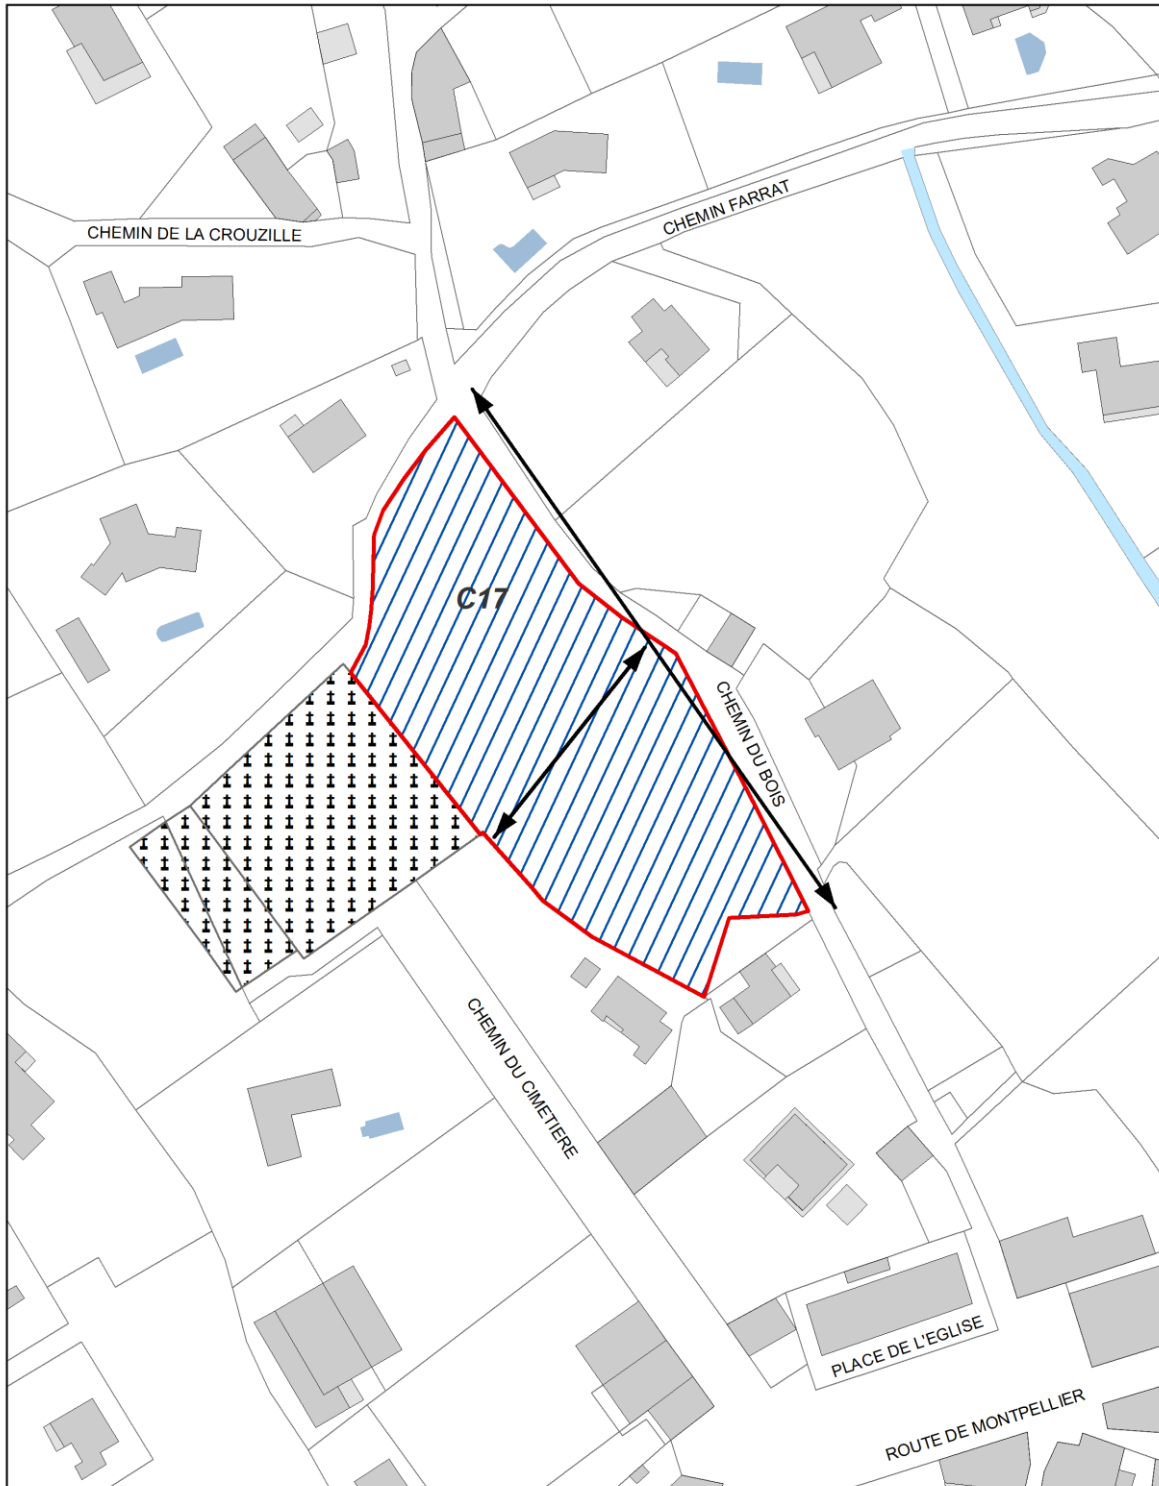 CHEMIN FARRAT
CHEMIN DE LA CROUZILLE
C17
CHEMIN DU BOIS
CHEMIN DU CIMETIERE
PLACE DE L'EGLISE
ROUTE DE MONTPELLIER